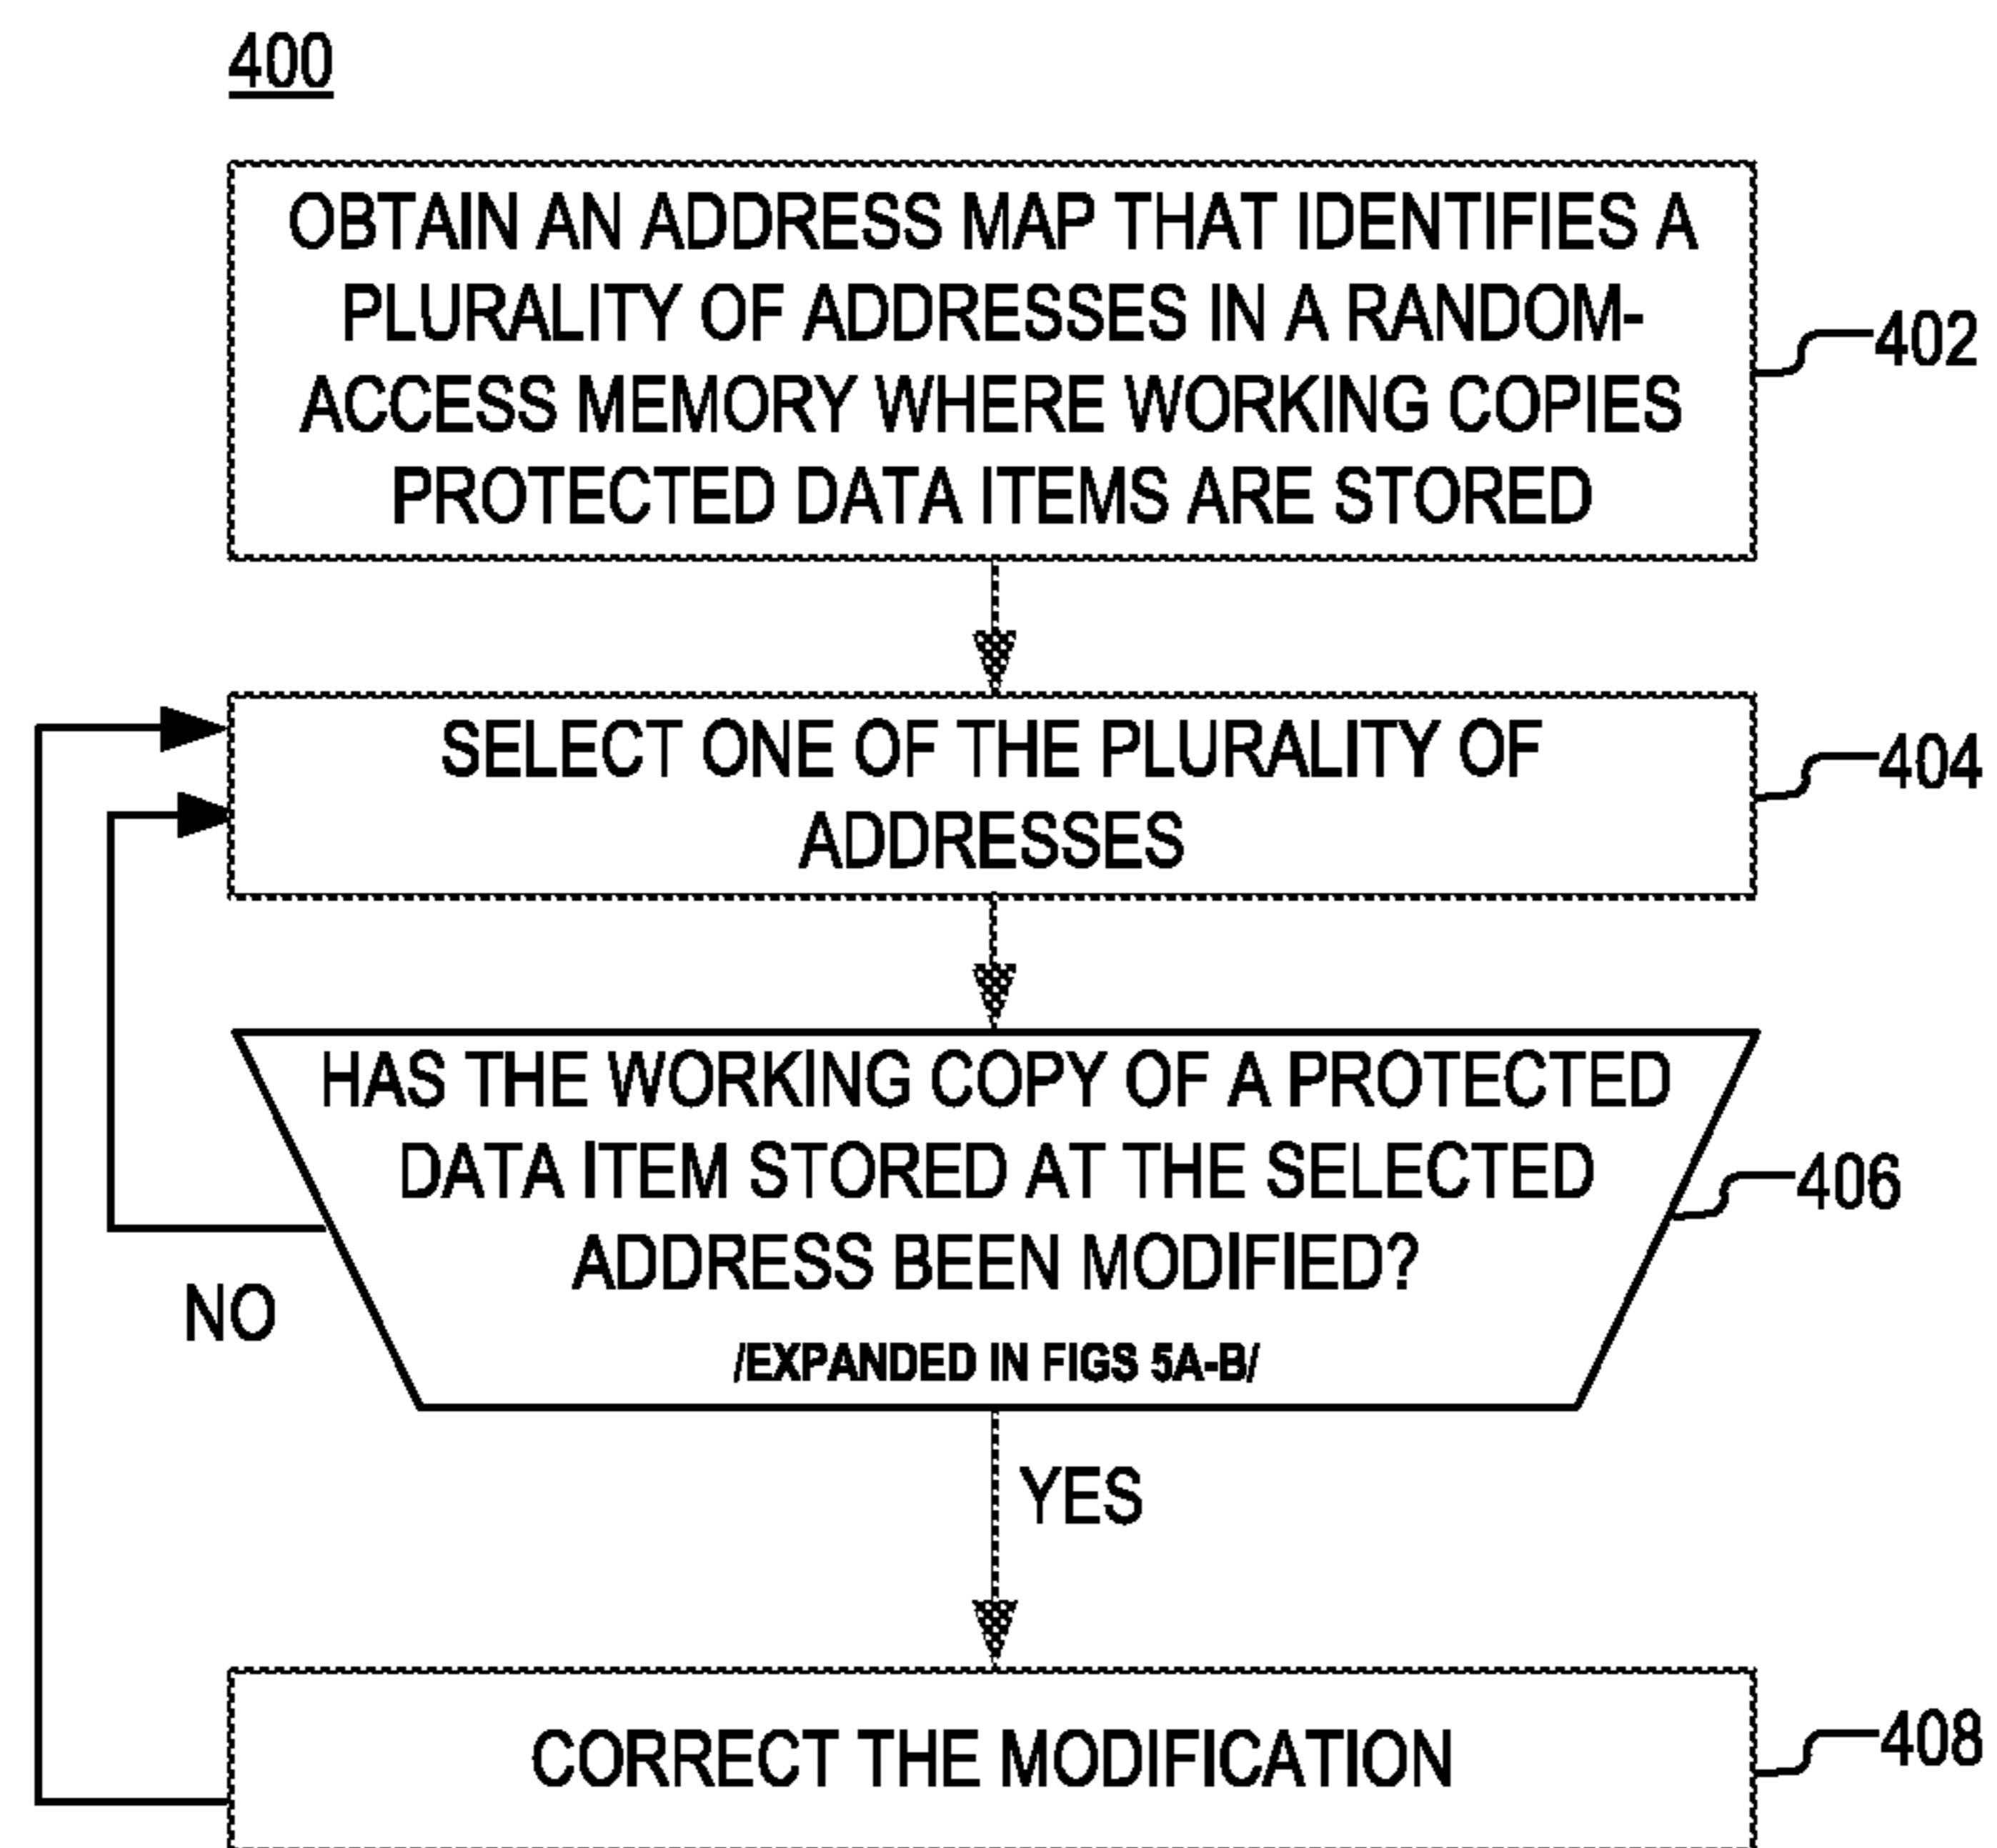 400
OBTAIN AN ADDRESS MAP THAT IDENTIFIES A
PLURALITY OF ADDRESSES IN A RANDOM-
ACCESS MEMORY WHERE WORKING COPIES
PROTECTED DATA ITEMS ARE STORED
402
SELECT ONE OF THE PLURALITY OF
ADDRESSES
404
HAS THE WORKING COPY OF A PROTECTED
DATA ITEM STORED AT THE SELECTED
ADDRESS BEEN MODIFIED?
/EXPANDED IN FIGS 5A-B/
406
NO
YES
CORRECT THE MODIFICATION
408